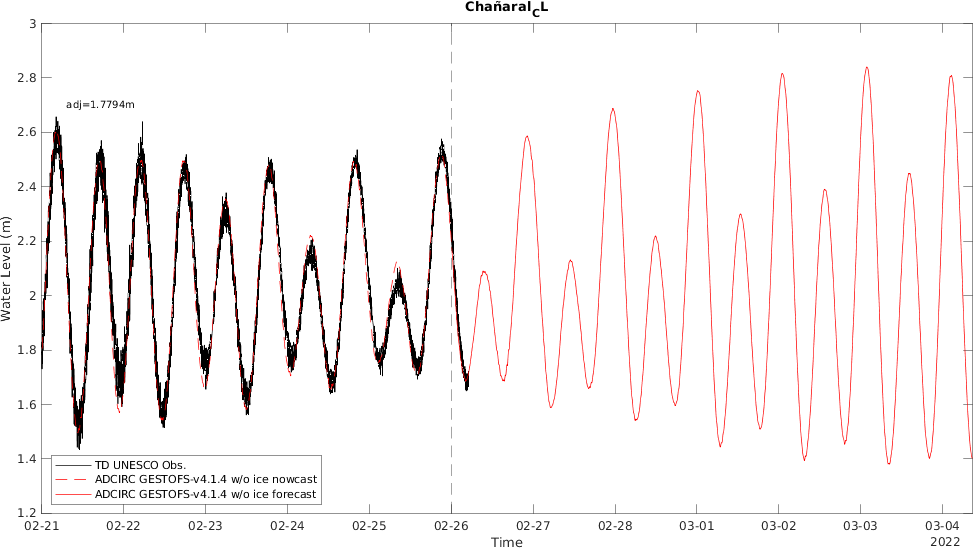 Chañaral_CL
adj=1.7794m
Water Level (m)
3
2.8
2.6
2.4
2.2
2
1.8
1.6
1.4
1.2
TD UNESCO Obs.
ADCIRC GESTOFS-v4.1.4 w/o ice nowcast
ADCIRC GESTOFS-v4.1.4 w/o ice forecast
02-21 02-22 02-23 02-24 02-25 02-26 02-27 02-28 03-01 03-02 03-03 03-04
Time
2022